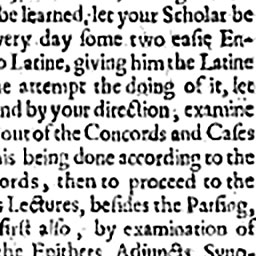 be learned, let your Scholar be
very day ſome two eaſie En-
o Latine, giving him the Latine
e attempt the doing of it, let
nd by your direction; examine
out of the Concords and Caſes
his being done according to the
ords, then to proceed to the
s Lectures, beſides the Parſing,
firſt alſo, by examination of
the Epithets, Adjuncts, Syno-